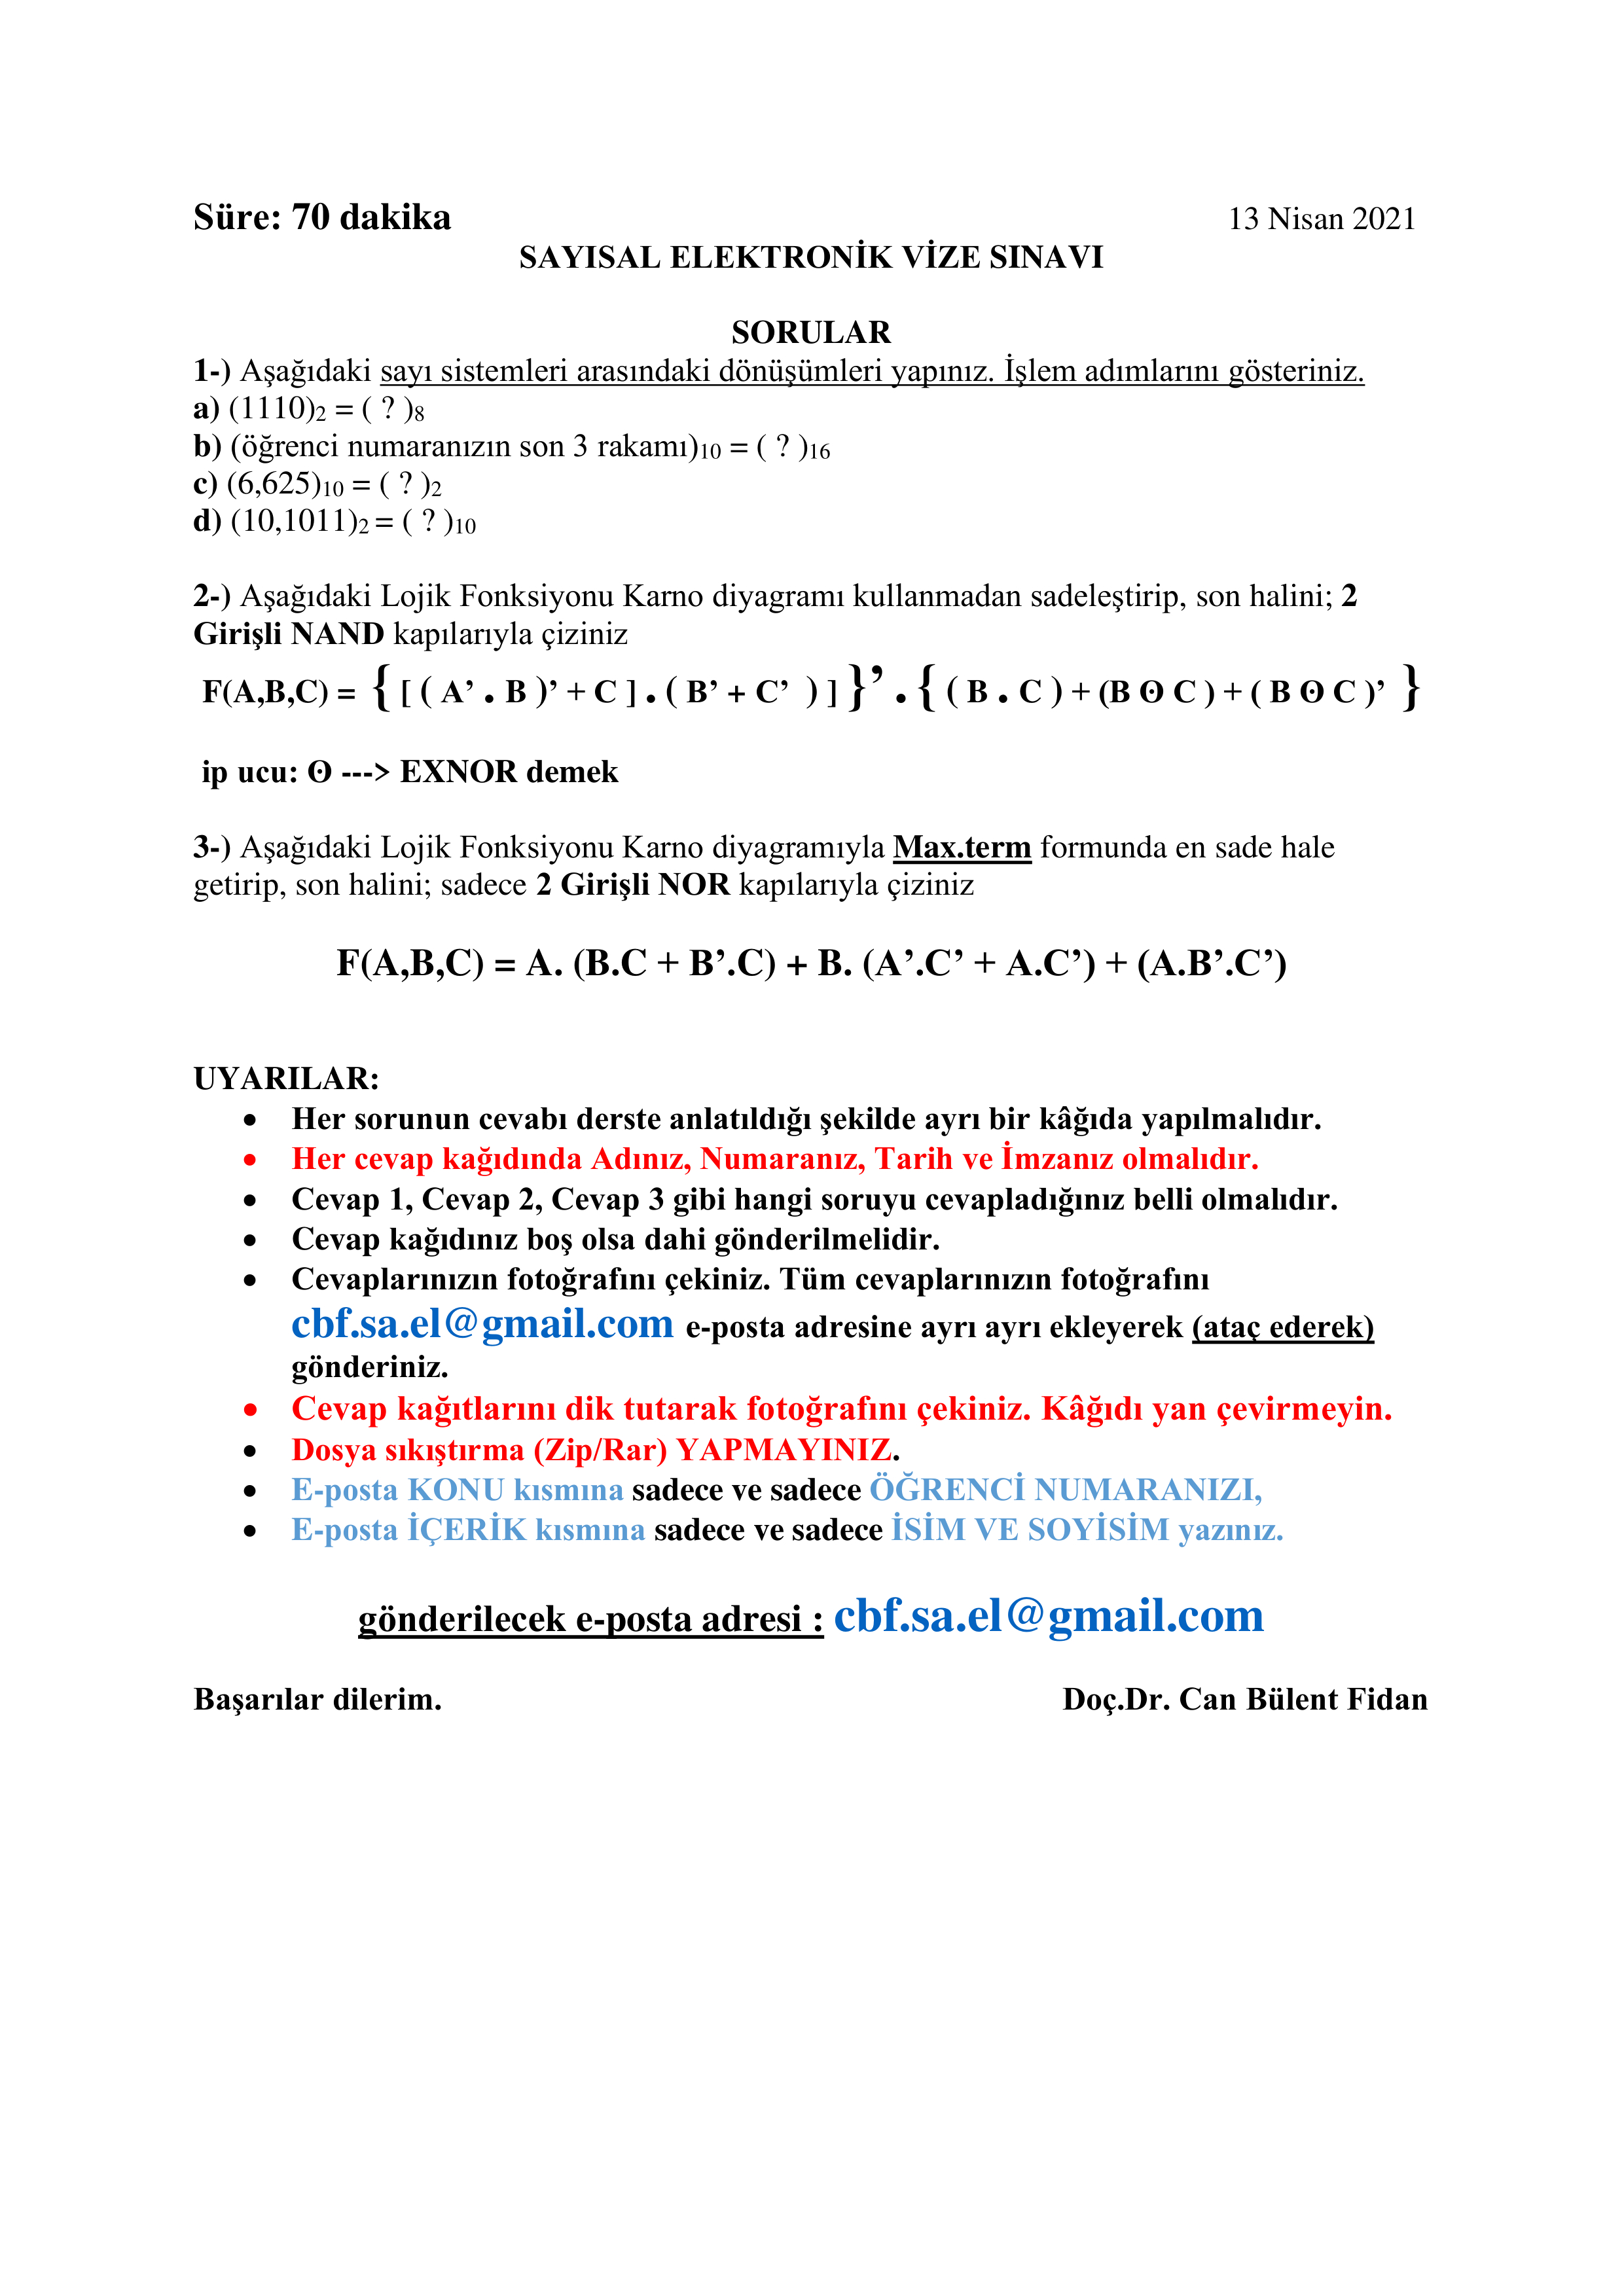 Süre: 70 dakika 13 Nisan 2021
SAYISAL ELEKTRONİK VİZE SINAVI
SORULAR
1-) Aşağıdaki sayı sistemleri arasındaki dönüşümleri yapınız. İşlem adımlarını gösteriniz.
a) (1110)2 = ( ? )8
b) (öğrenci numaranızın son 3 rakamı)10 = ( ? )16
c) (6,625)10 = ( ? )2
d) (10,1011)2 = ( ? )10
2-) Aşağıdaki Lojik Fonksiyonu Karno diyagramı kullanmadan sadeleştirip, son halini; 2
Girişli NAND kapılarıyla çiziniz
F(A,B,C) = { [ ( A’ . B )’ + C ] . ( B’ + C’ ) ] }’ . { ( B . C ) + (B ʘ C ) + ( B ʘ C )’ }
ip ucu: ʘ ---> EXNOR demek
3-) Aşağıdaki Lojik Fonksiyonu Karno diyagramıyla Max.term formunda en sade hale
getirip, son halini; sadece 2 Girişli NOR kapılarıyla çiziniz
F(A,B,C) = A. (B.C + B’.C) + B. (A’.C’ + A.C’) + (A.B’.C’)
UYARILAR:
• Her sorunun cevabı derste anlatıldığı şekilde ayrı bir kâğıda yapılmalıdır.
• Her cevap kağıdında Adınız, Numaranız, Tarih ve İmzanız olmalıdır.
• Cevap 1, Cevap 2, Cevap 3 gibi hangi soruyu cevapladığınız belli olmalıdır.
• Cevap kağıdınız boş olsa dahi gönderilmelidir.
• Cevaplarınızın fotoğrafını çekiniz. Tüm cevaplarınızın fotoğrafını
cbf.sa.el@gmail.com e-posta adresine ayrı ayrı ekleyerek (ataç ederek)
gönderiniz.
• Cevap kağıtlarını dik tutarak fotoğrafını çekiniz. Kâğıdı yan çevirmeyin.
• Dosya sıkıştırma (Zip/Rar) YAPMAYINIZ.
• E-posta KONU kısmına sadece ve sadece ÖĞRENCİ NUMARANIZI,
• E-posta İÇERİK kısmına sadece ve sadece İSİM VE SOYİSİM yazınız.
gönderilecek e-posta adresi : cbf.sa.el@gmail.com
Başarılar dilerim. Doç.Dr. Can Bülent Fidan